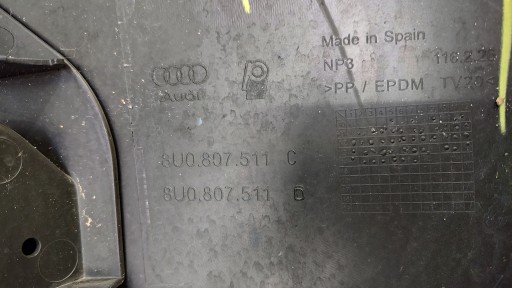 Made in Spain
NP3
>PP / EPDM
Audi
8U0.807.511 C
8U0.807.511